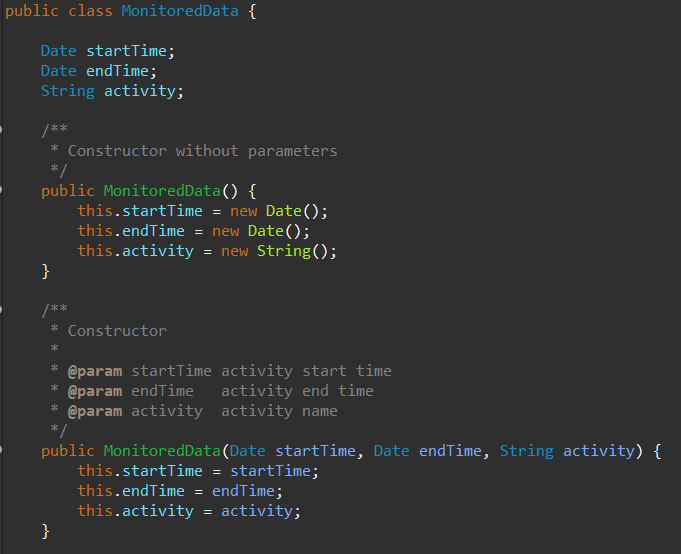 public class MonitoredData {
    Date startTime;
    Date endTime;
    String activity;
    /**
     * Constructor without parameters
     */
    public MonitoredData() {
        this.startTime = new Date();
        this.endTime = new Date();
        this.activity = new String();
    }
    /**
     * Constructor
     *
     * @param startTime activity start time
     * @param endTime   activity end time
     * @param activity  activity name
     */
    public MonitoredData(Date startTime, Date endTime, String activity) {
        this.startTime = startTime;
        this.endTime = endTime;
        this.activity = activity;
    }